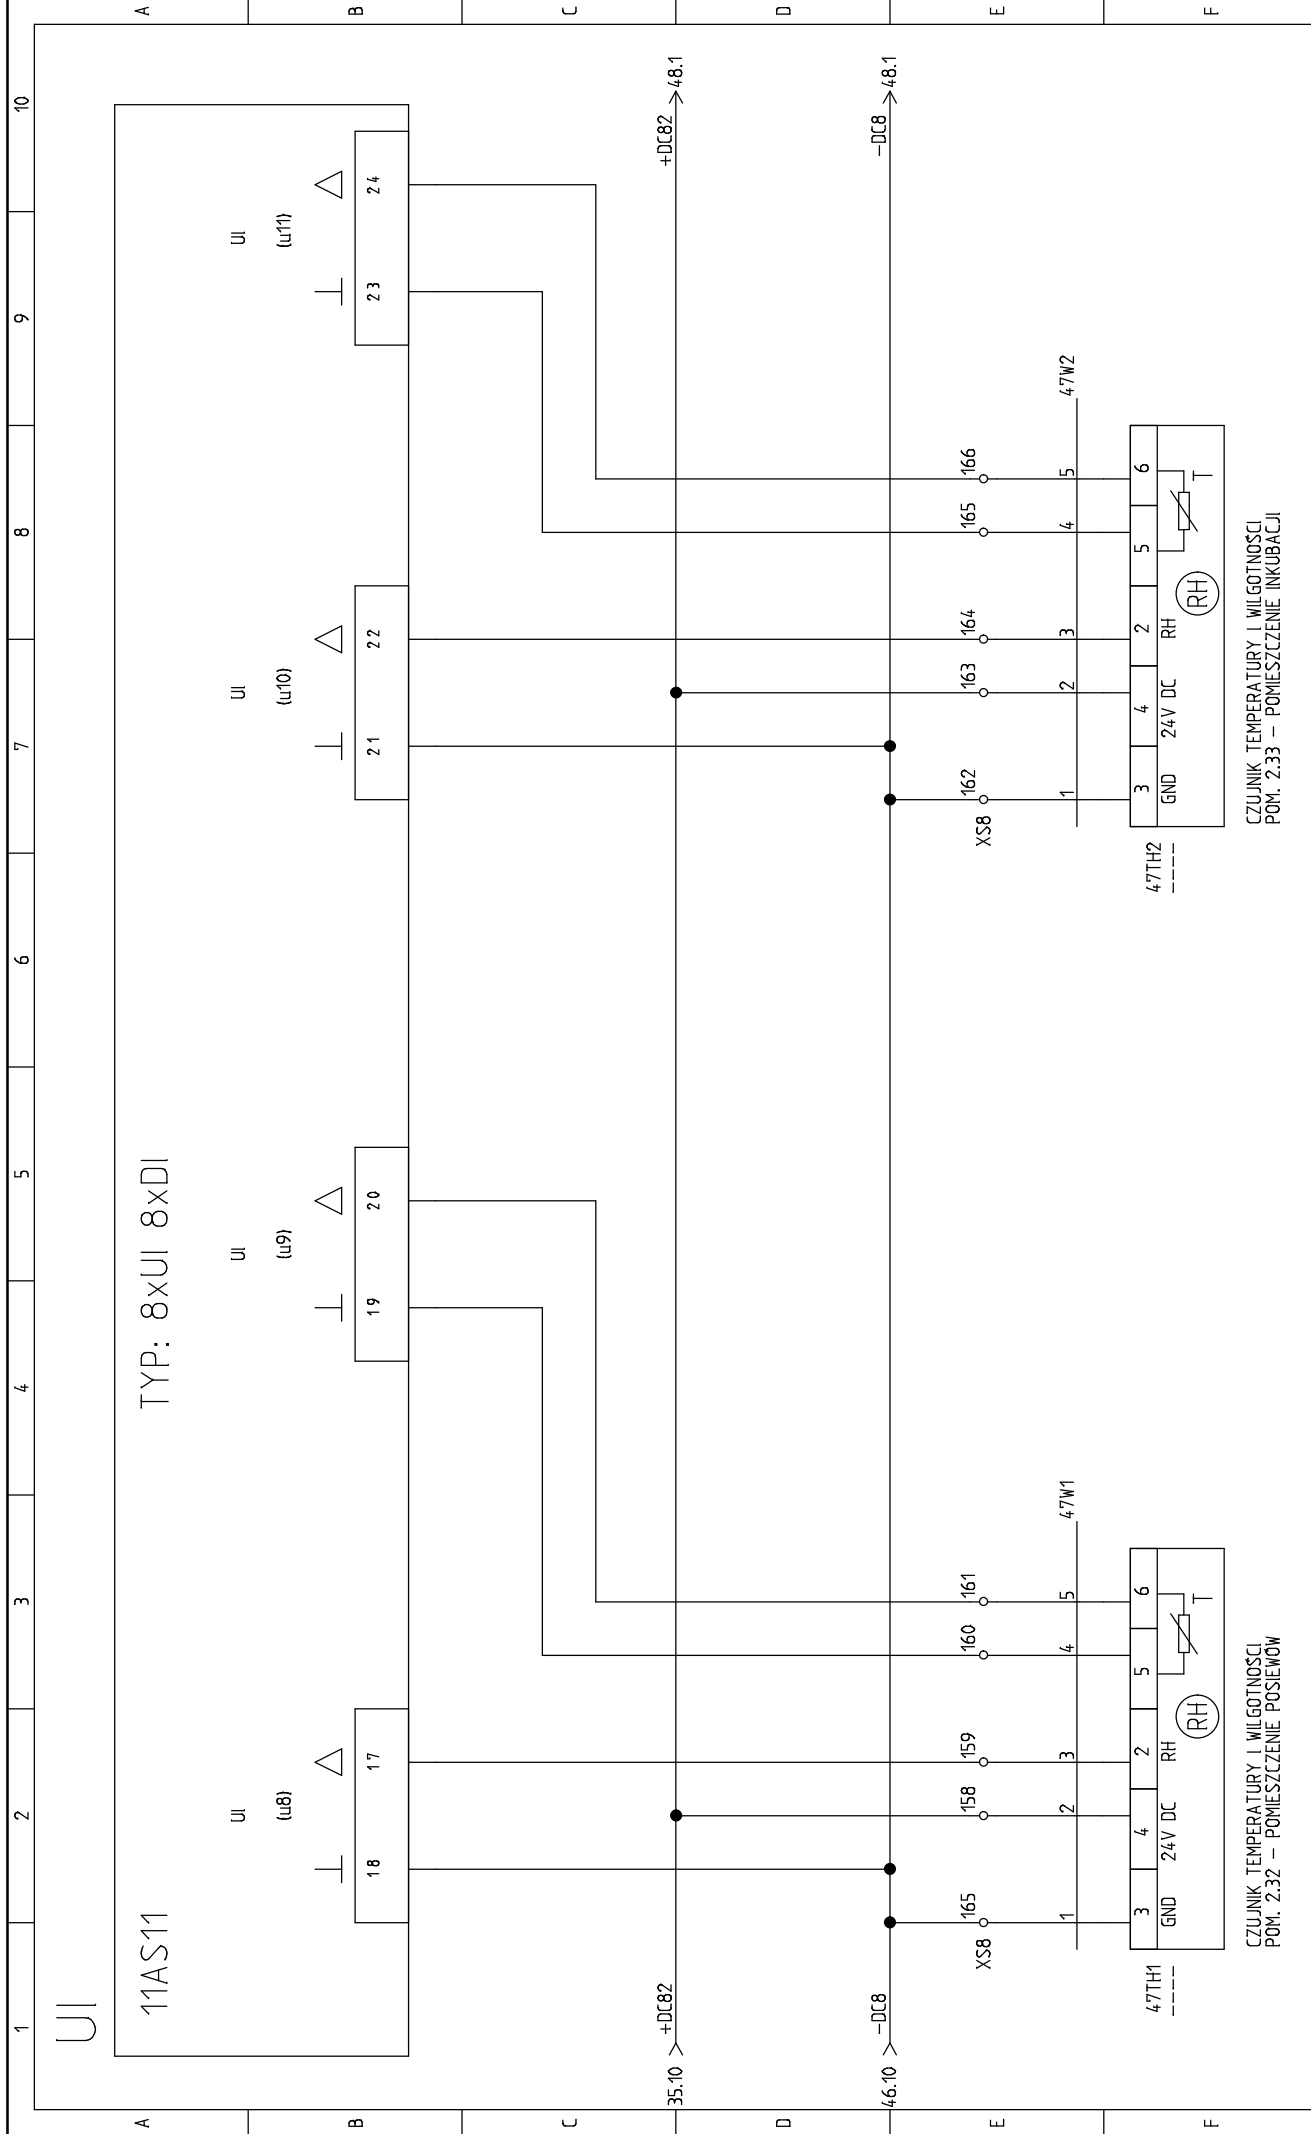 1 2 3 4 5 6 7 8 9 10
A A
B B
C C
D D
E E
F F
UI
11AS11 TYP: 8xUI 8xDI
UI UI UI UI
(u8) (u9) (u10) (u11)
18 17 19 20 21 22 23 24
35.10 +DC82 +DC82 48.1
46.10 -DC8 -DC8 48.1
XS8 165 158 159 160 161
XS8 162 163 164 165 166
1 2 3 4 5 47W1
1 2 3 4 5 47W2
47TH1
----
3 4 2 5 6
GND 24V DC RH
RH T
CZUJNIK TEMPERATURY I WILGOTNOŚCI
POM. 2.32 - POMIESZCZENIE POSIEWÓW
47TH2
----
3 4 2 5 6
GND 24V DC RH
RH T
CZUJNIK TEMPERATURY I WILGOTNOŚCI
POM. 2.33 - POMIESZCZENIE INKUBACJI